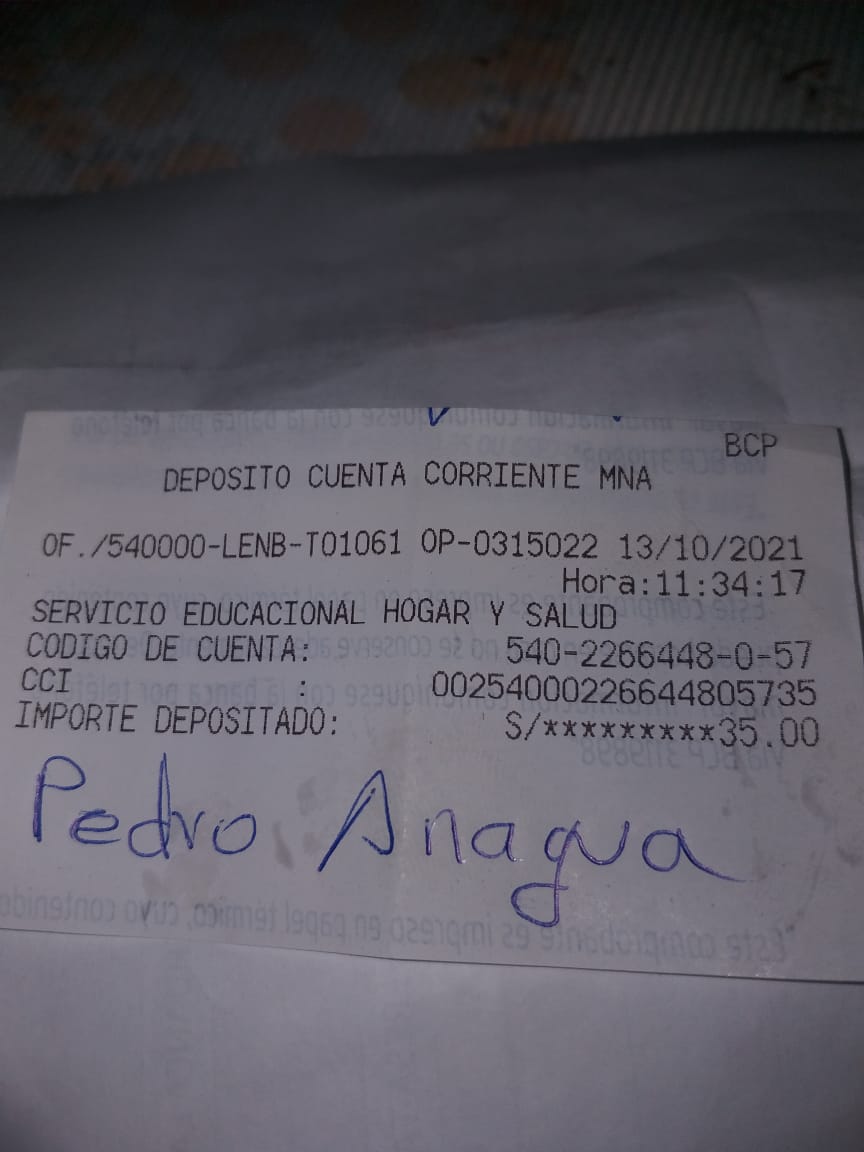 BCP
DEPOSITO CUENTA CORRIENTE MNA
OF./540000-LENB-T01061 OP-0315022 13/10/2021
Hora:11:34:17
SERVICIO EDUCACIONAL HOGAR Y SALUD
CODIGO DE CUENTA: 540-2266448-0-57
CCI : 00254000226644805735
IMPORTE DEPOSITADO: S/*********35.00
Pedro Anagua